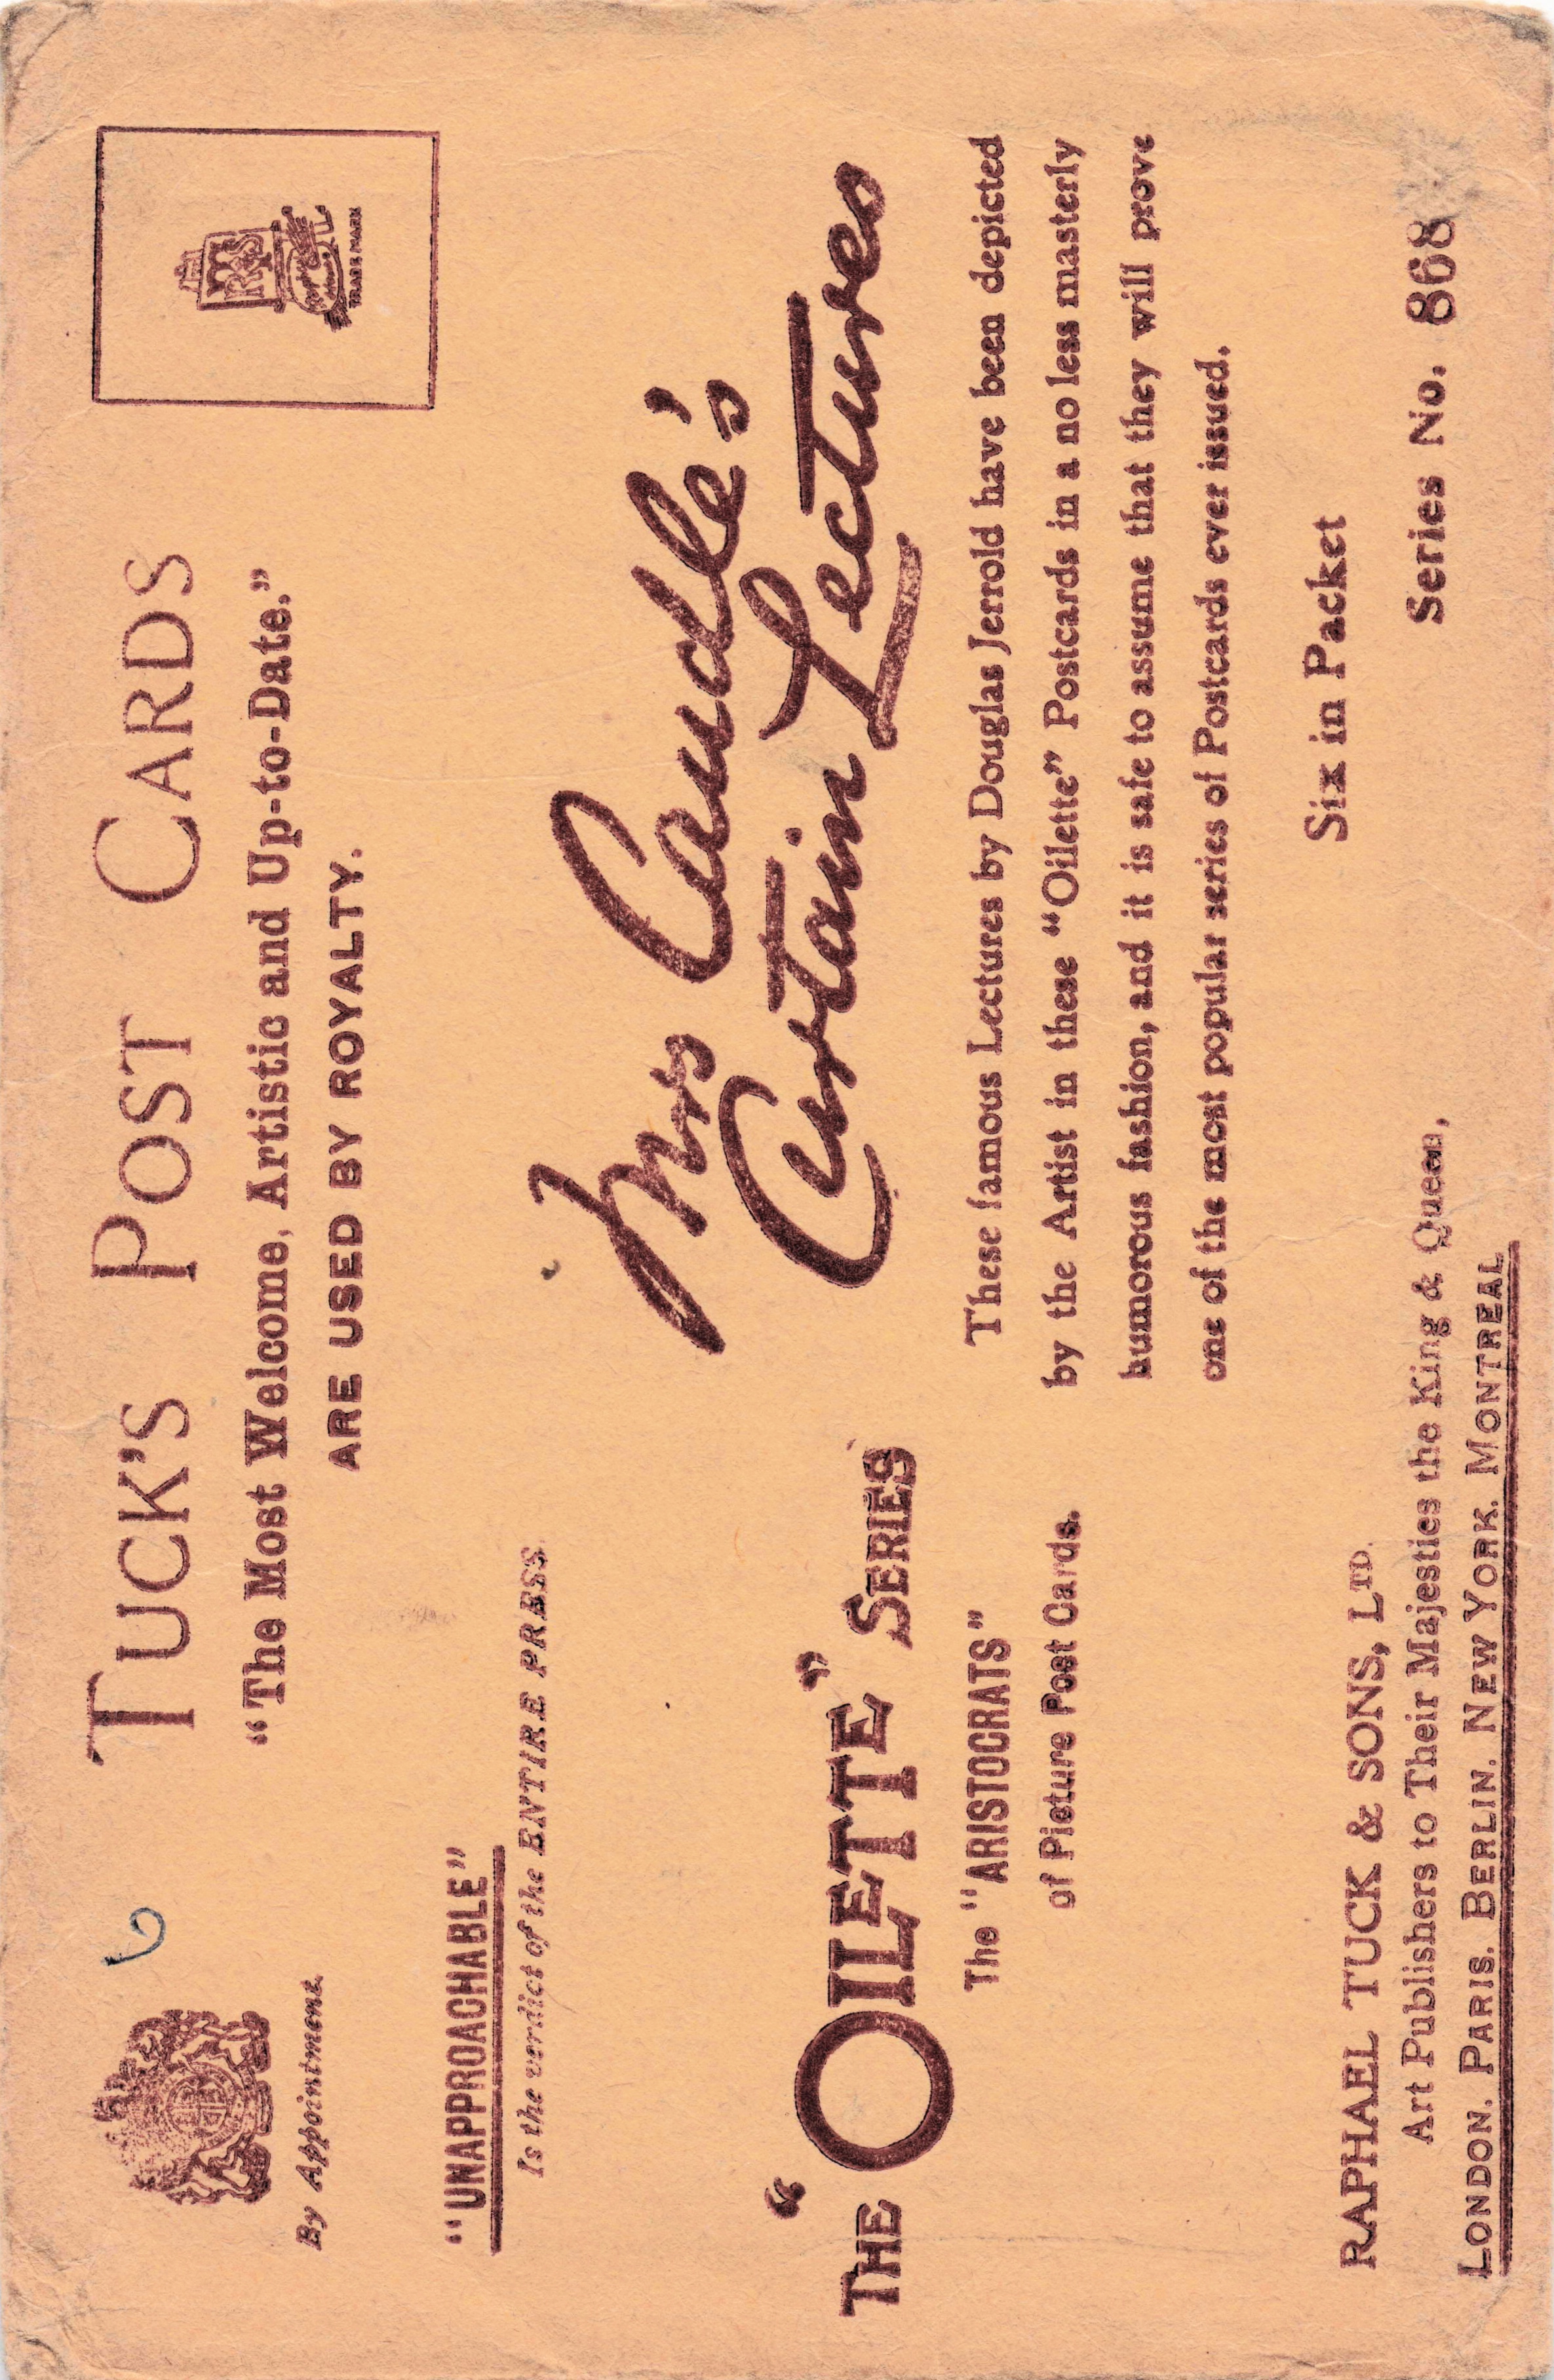 TUCK'S POST CARDS
"The Most Welcome, Artistic and Up-to-Date."
ARE USED BY ROYALTY.
By Appointment.
R T & S
TRADE MARK
"UNAPPROACHABLE"
Is the verdict of the ENTIRE PRESS.
THE "OILETTE" SERIES
The "ARISTOCRATS"
of Picture Post Cards.
Mrs Caudle's
Curtain Lectures
These famous Lectures by Douglas Jerrold have been depicted
by the Artist in these "Oilette" Postcards in a no less masterly
humorous fashion, and it is safe to assume that they will prove
one of the most popular series of Postcards ever issued.
Six in Packet
Series No. 868
RAPHAEL TUCK & SONS, LTD.
Art Publishers to Their Majesties the King & Queen,
LONDON. PARIS. BERLIN. NEW YORK. MONTREAL